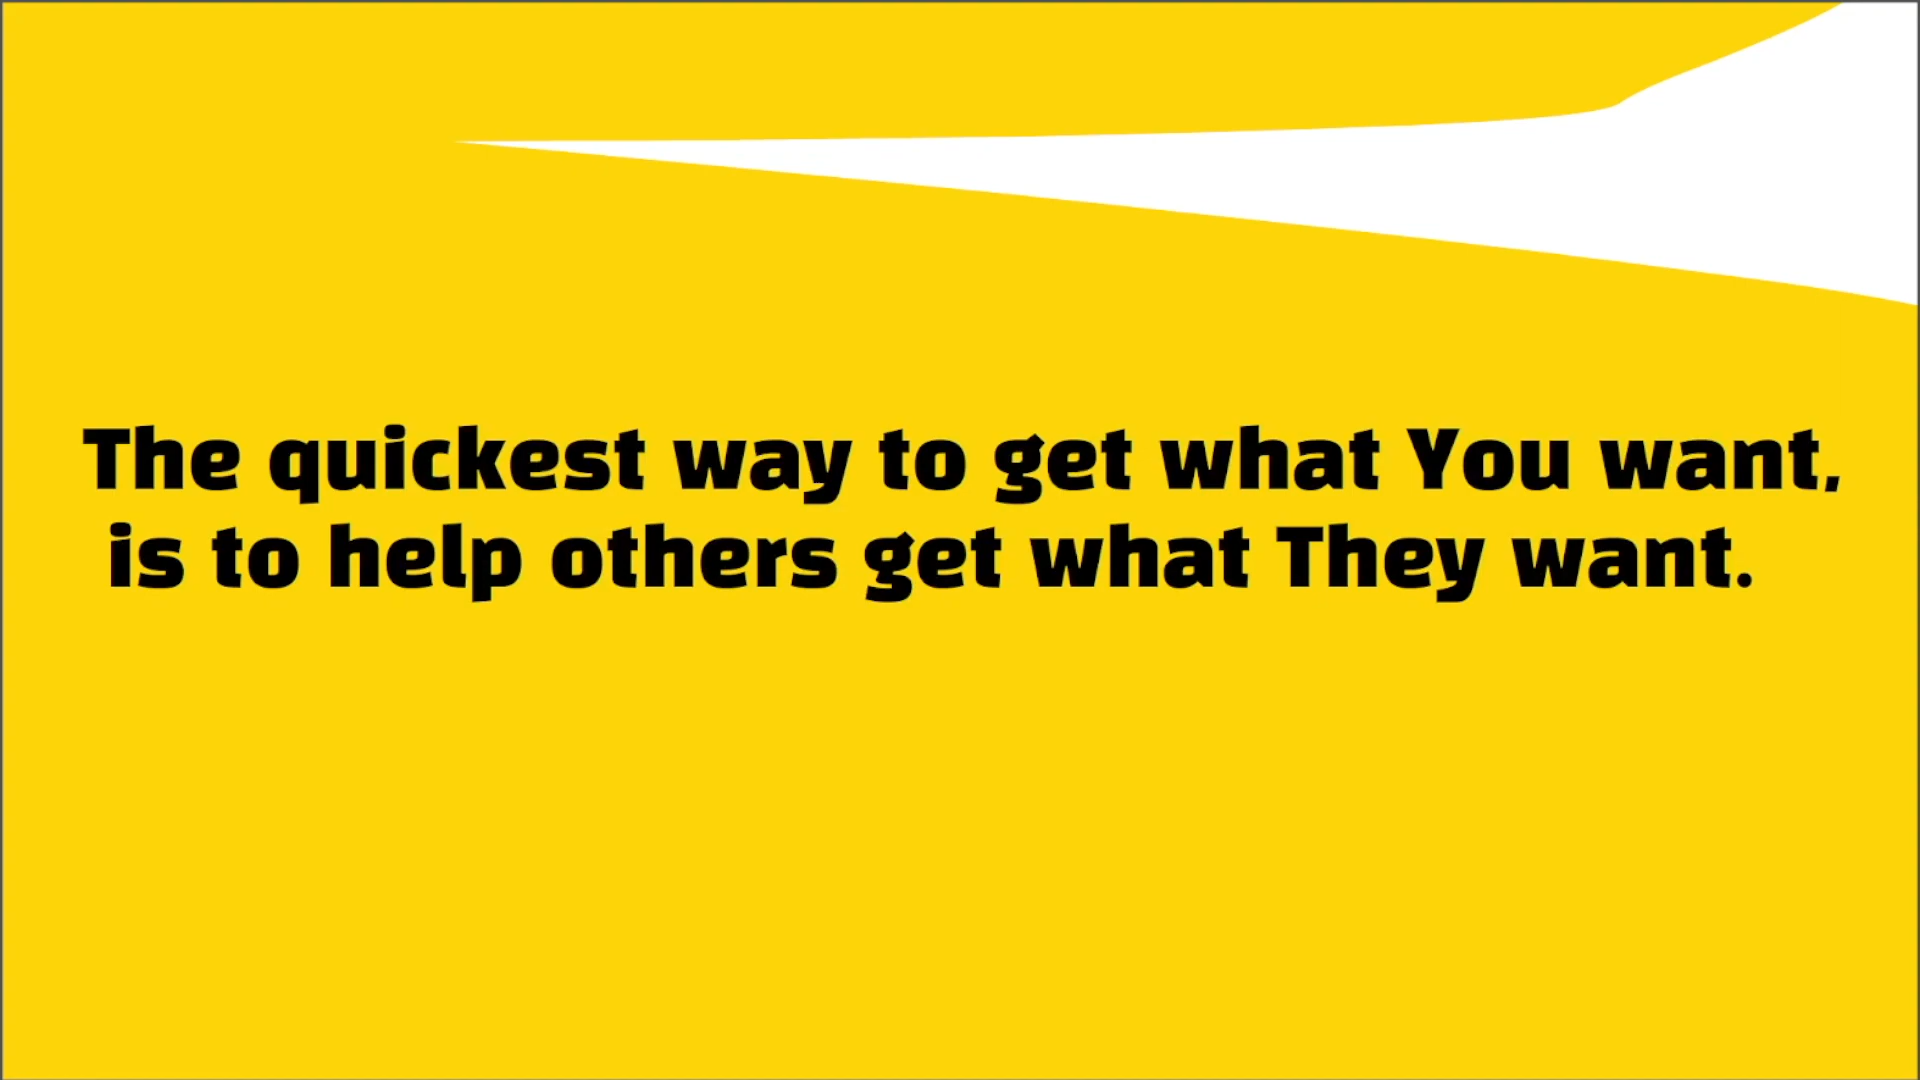 The quickest way to get what You want,
is to help others get what They want.